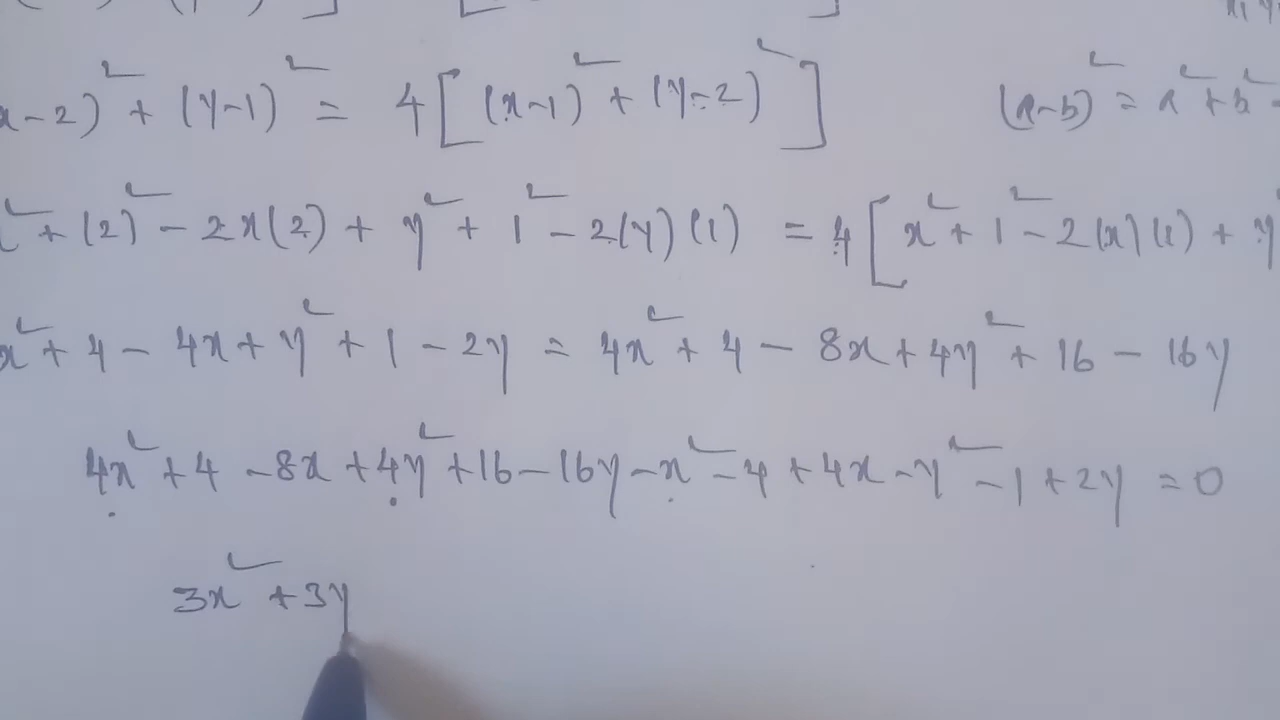 x-2)² + (y-1)² = 4[(x-1)² + (y-2)²]
(a-b)² = a² + b² -
² + (2)² - 2x(2) + y² + 1² - 2(y)(1) = 4[x² + 1² - 2(x)(1) + y
x² + 4 - 4x + y² + 1 - 2y = 4x² + 4 - 8x + 4y² + 16 - 16y
4x² + 4 - 8x + 4y² + 16 - 16y - x² - 4 + 4x - y² - 1 + 2y = 0
3x² + 3y